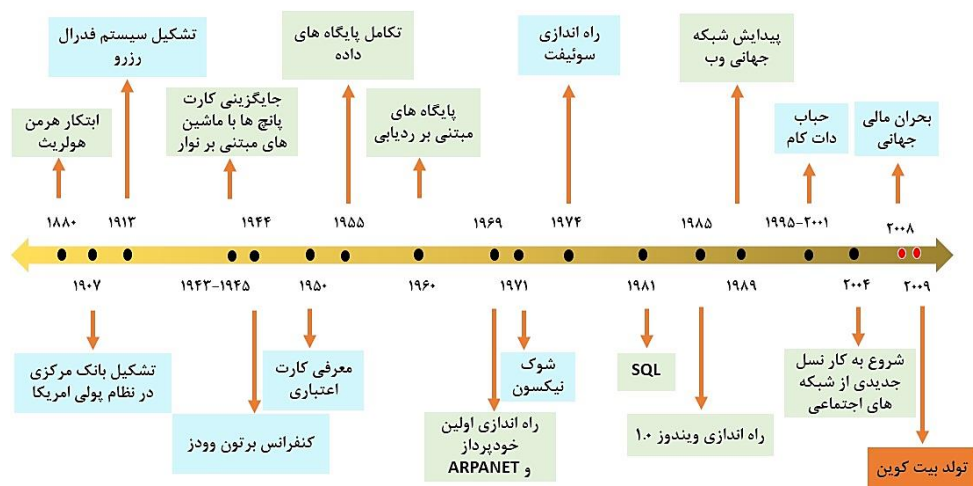 تشکیل سیستم فدرال
رزرو
تکامل پایگاه های
داده
راه اندازی
سوئیفت
پیدایش شبکه
جهانی وب
ابتکار هرمن
هولریث
جایگزینی کارت
پانچ ها با ماشین
های مبتنی بر نوار
پایگاه های
مبتنی بر ردیابی
حباب
دات کام
بحران مالی
جهانی
۱۸۸۰
۱۹۱۳
۱۹۴۴
۱۹۵۵
۱۹۶۹
۱۹۷۴
۱۹۸۵
۱۹۹۵-۲۰۰۱
۲۰۰۸
۱۹۰۷
۱۹۴۳-۱۹۴۵
۱۹۵۰
۱۹۶۰
۱۹۷۱
۱۹۸۱
۱۹۸۹
۲۰۰۴
۲۰۰۹
تشکیل بانک مرکزی
در نظام پولی امریکا
کنفرانس برتون وودز
معرفی کارت
اعتباری
راه اندازی اولین
خودپرداز
و ARPANET
شوک
نیکسون
SQL
راه اندازی ویندوز ۱.۰
شروع به کار نسل
جدیدی از شبکه
های اجتماعی
تولد بیت کوین